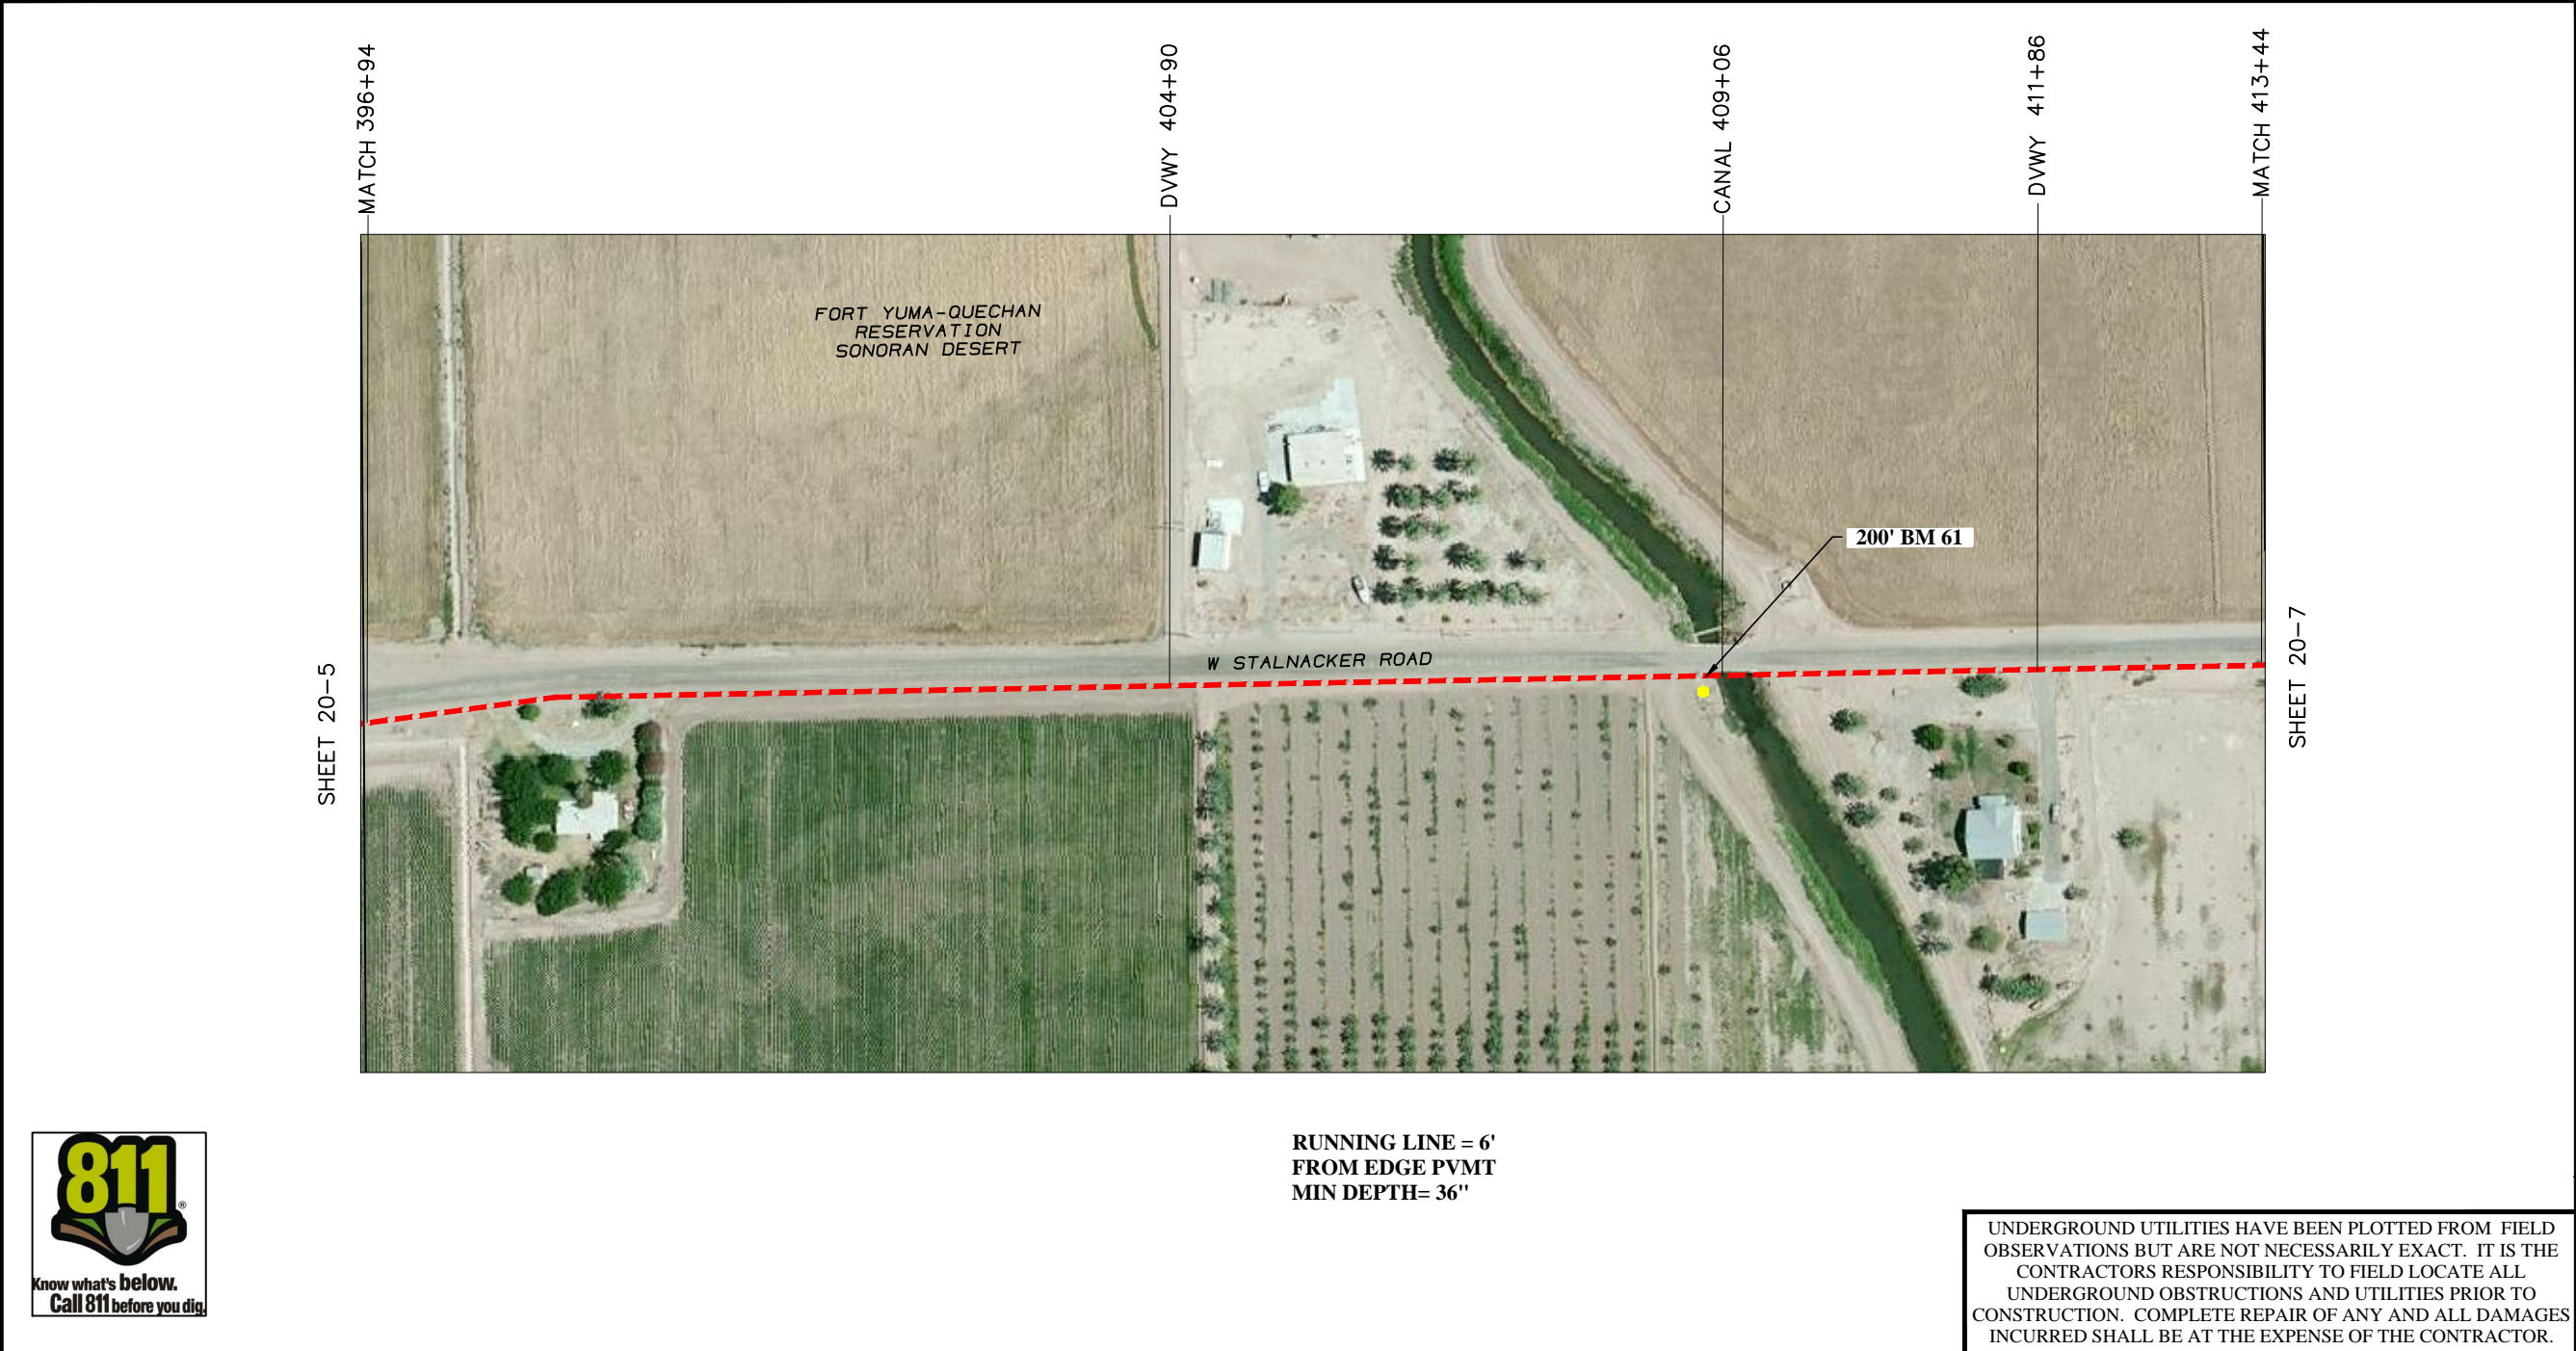 MATCH 396+94
DVWY 404+90
CANAL 409+06
DVWY 411+86
MATCH 413+44
FORT YUMA-QUECHAN
RESERVATION
SONORAN DESERT
200' BM 61
W STALNACKER ROAD
SHEET 20-5
SHEET 20-7
RUNNING LINE = 6'
FROM EDGE PVMT
MIN DEPTH= 36"
811®
Know what's below.
Call 811 before you dig.
UNDERGROUND UTILITIES HAVE BEEN PLOTTED FROM FIELD
OBSERVATIONS BUT ARE NOT NECESSARILY EXACT. IT IS THE
CONTRACTORS RESPONSIBILITY TO FIELD LOCATE ALL
UNDERGROUND OBSTRUCTIONS AND UTILITIES PRIOR TO
CONSTRUCTION. COMPLETE REPAIR OF ANY AND ALL DAMAGES
INCURRED SHALL BE AT THE EXPENSE OF THE CONTRACTOR.